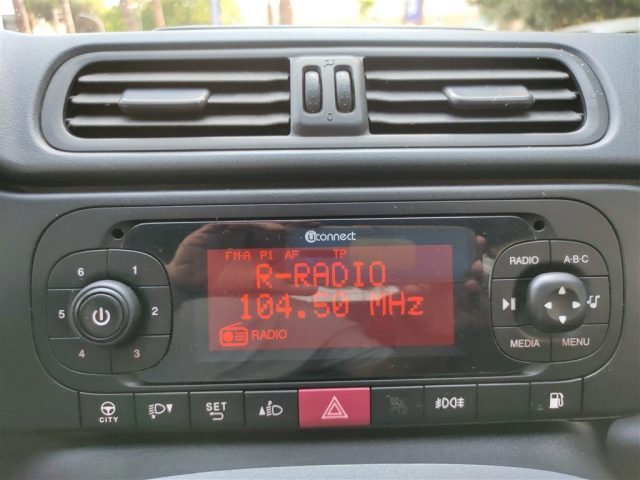 Uconnect
FM-A P1 AF TP
R-RADIO
104.50 MHz
RADIO
6 1
5 2
4 3
RADIO A·B·C
MEDIA MENU
CITY
SET